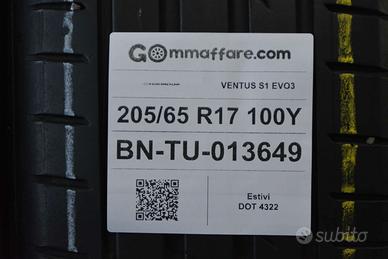 GOmmaffare.com
VENTUS S1 EVO3
205/65 R17 100Y
BN-TU-013649
Estivi
DOT 4322
subito